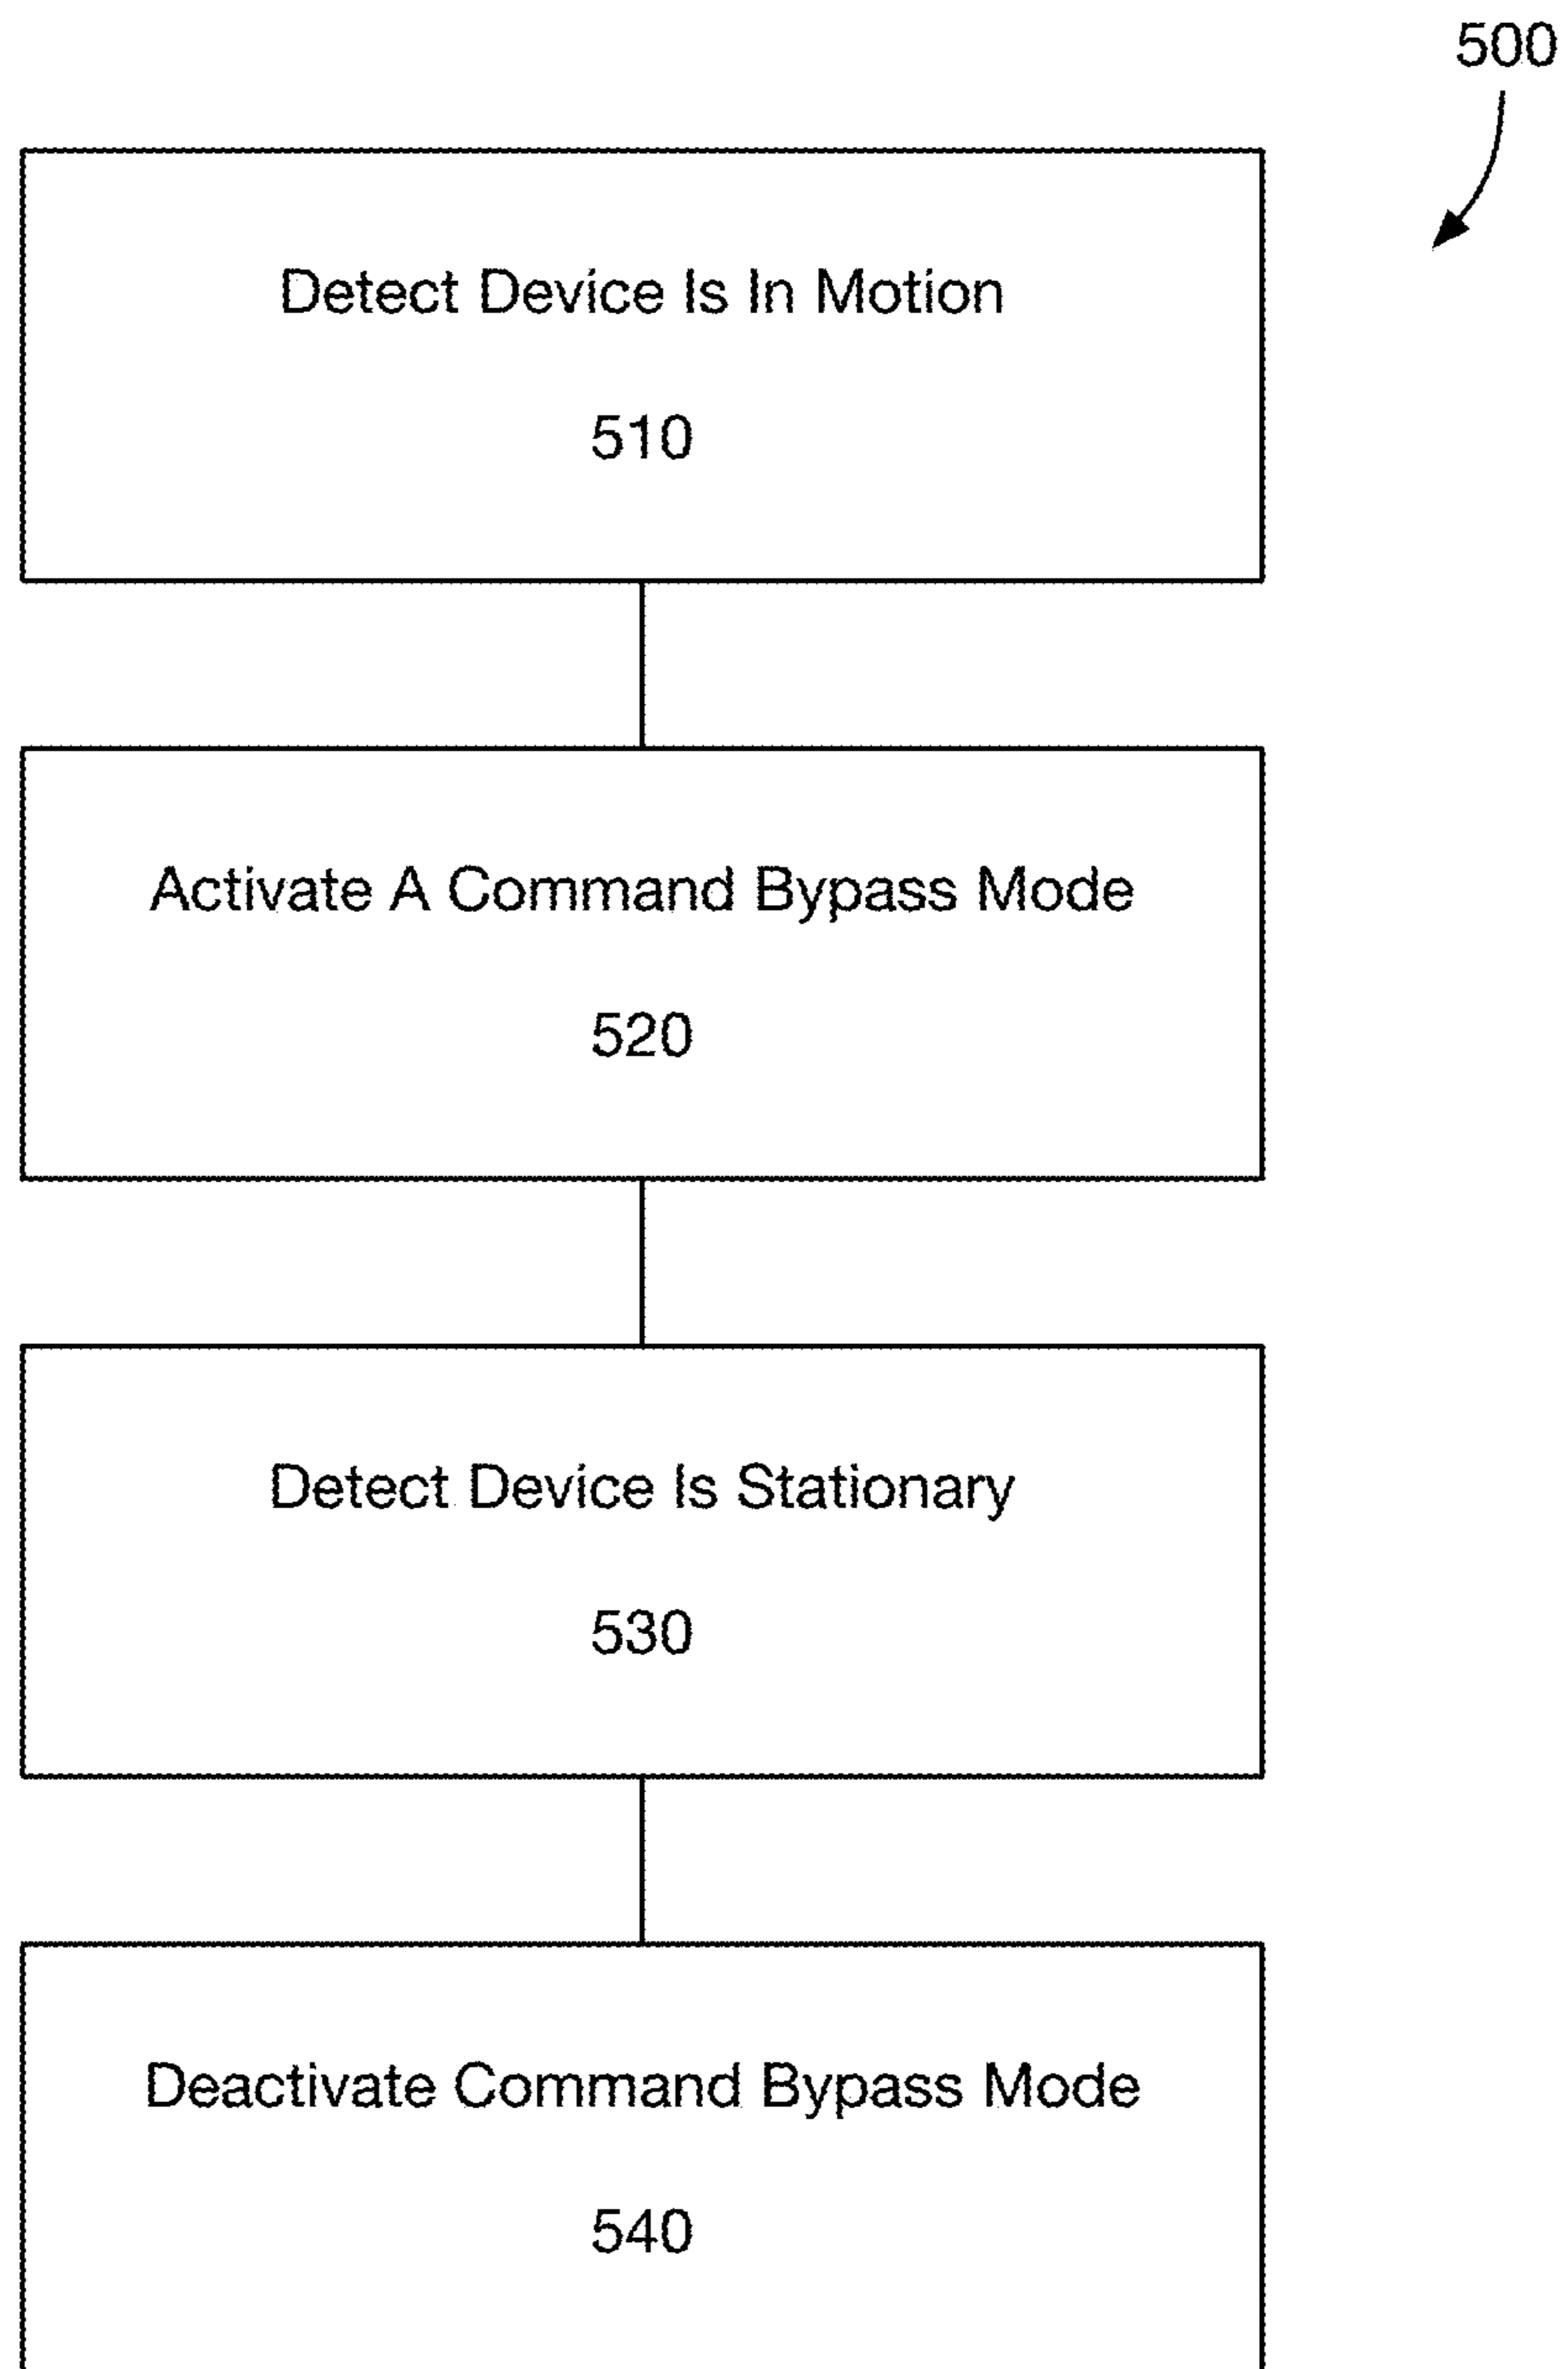 500
Detect Device Is In Motion
510
Activate A Command Bypass Mode
520
Detect Device Is Stationary
530
Deactivate Command Bypass Mode
540